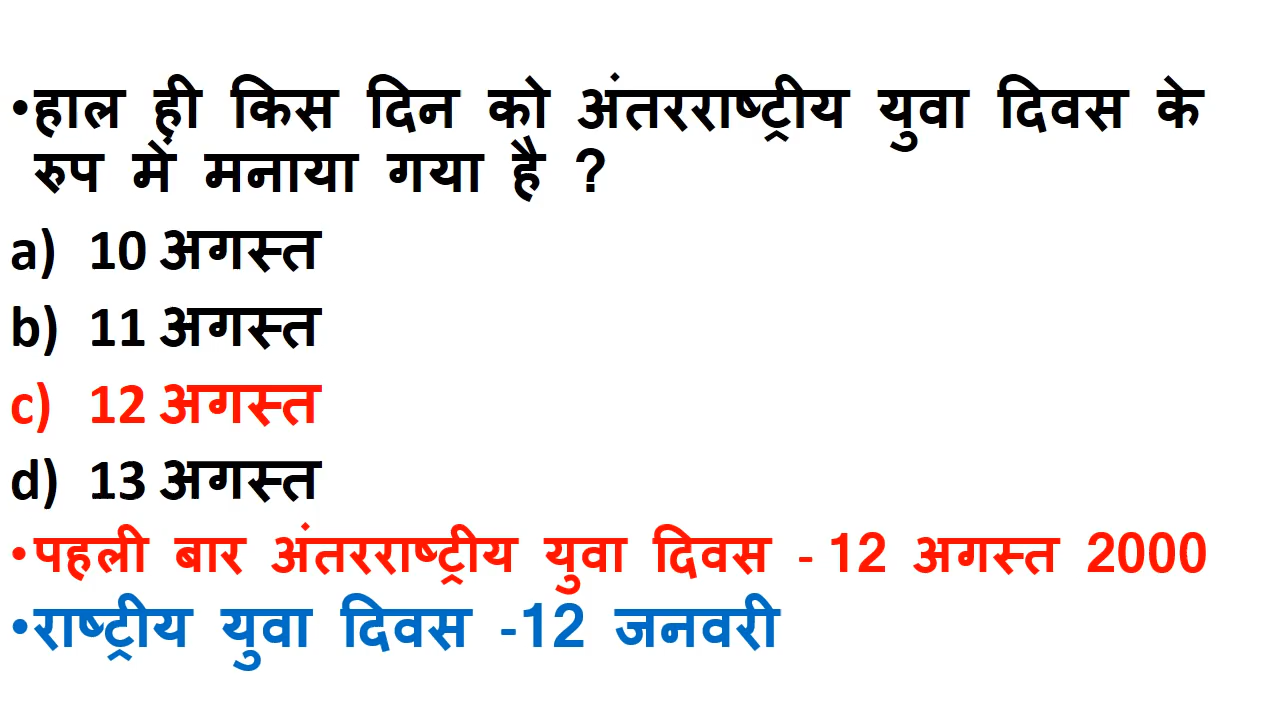 •हाल ही किस दिन को अंतरराष्ट्रीय युवा दिवस के
रुप में मनाया गया है ?
a) 10 अगस्त
b) 11 अगस्त
c) 12 अगस्त
d) 13 अगस्त
•पहली बार अंतरराष्ट्रीय युवा दिवस - 12 अगस्त 2000
•राष्ट्रीय युवा दिवस -12 जनवरी